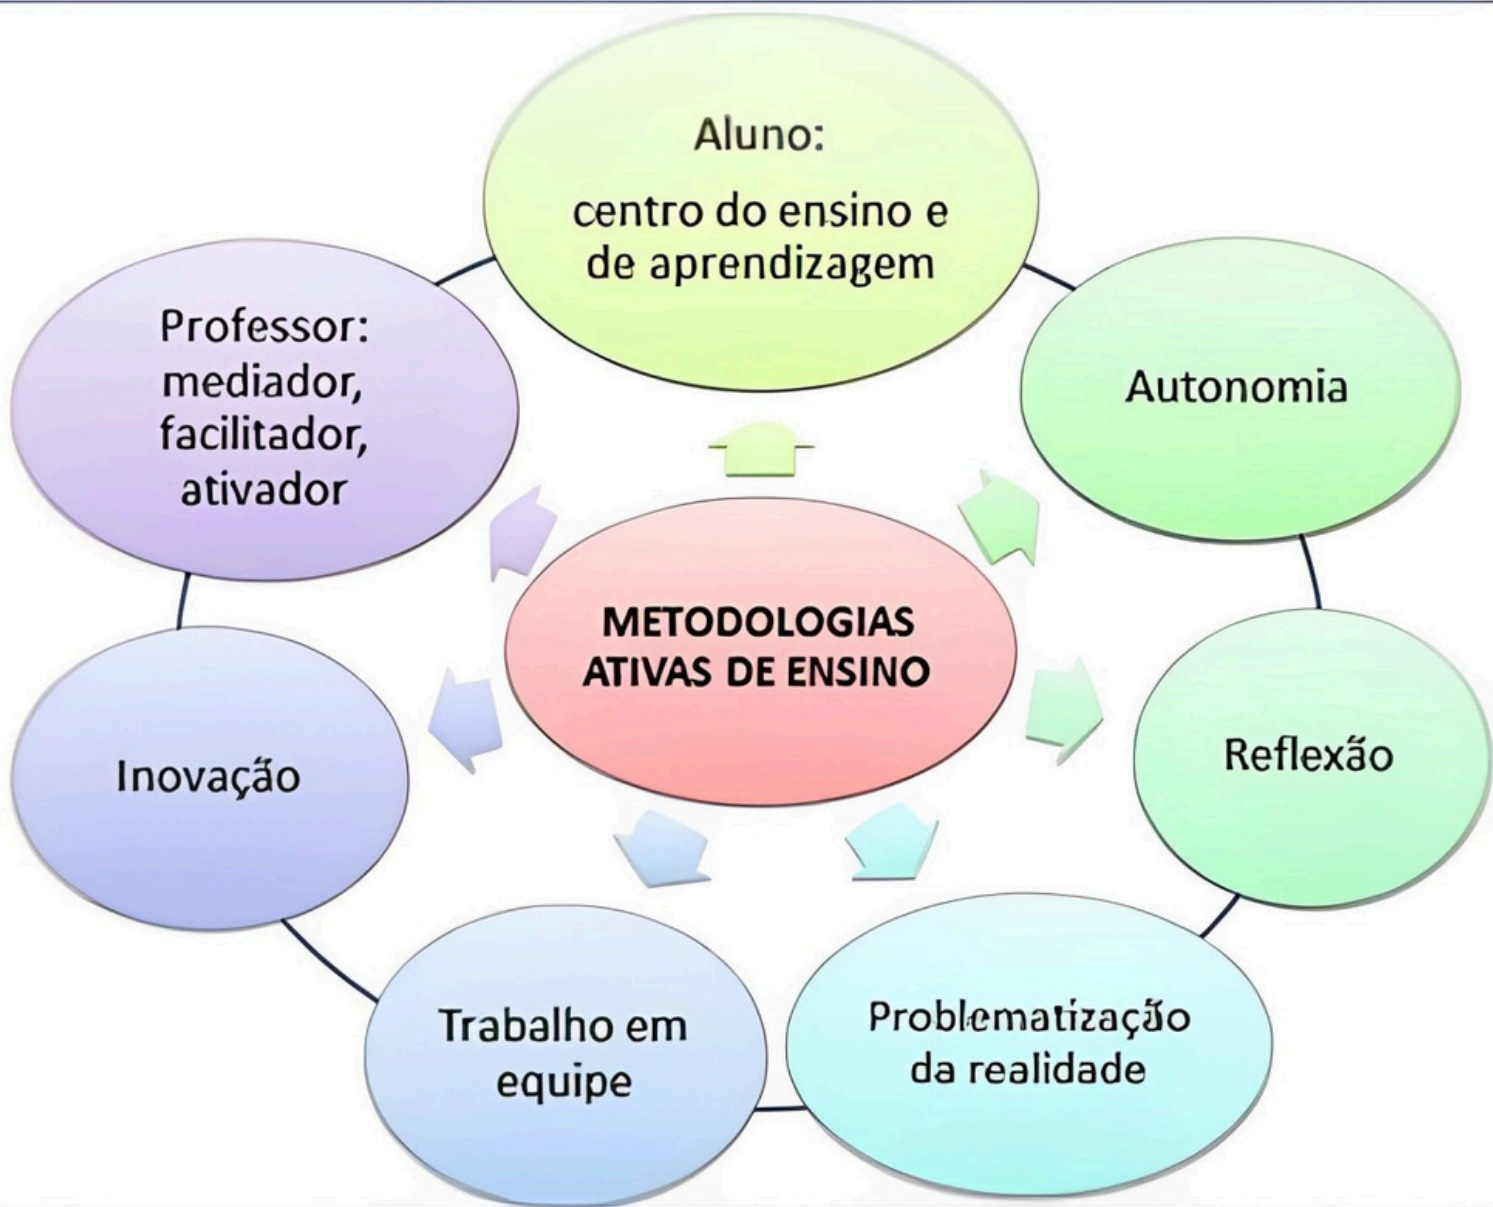 Aluno:
centro do ensino e
de aprendizagem
Autonomia
Reflexão
Problematização
da realidade
Trabalho em
equipe
Inovação
Professor:
mediador,
facilitador,
ativador
METODOLOGIAS
ATIVAS DE ENSINO